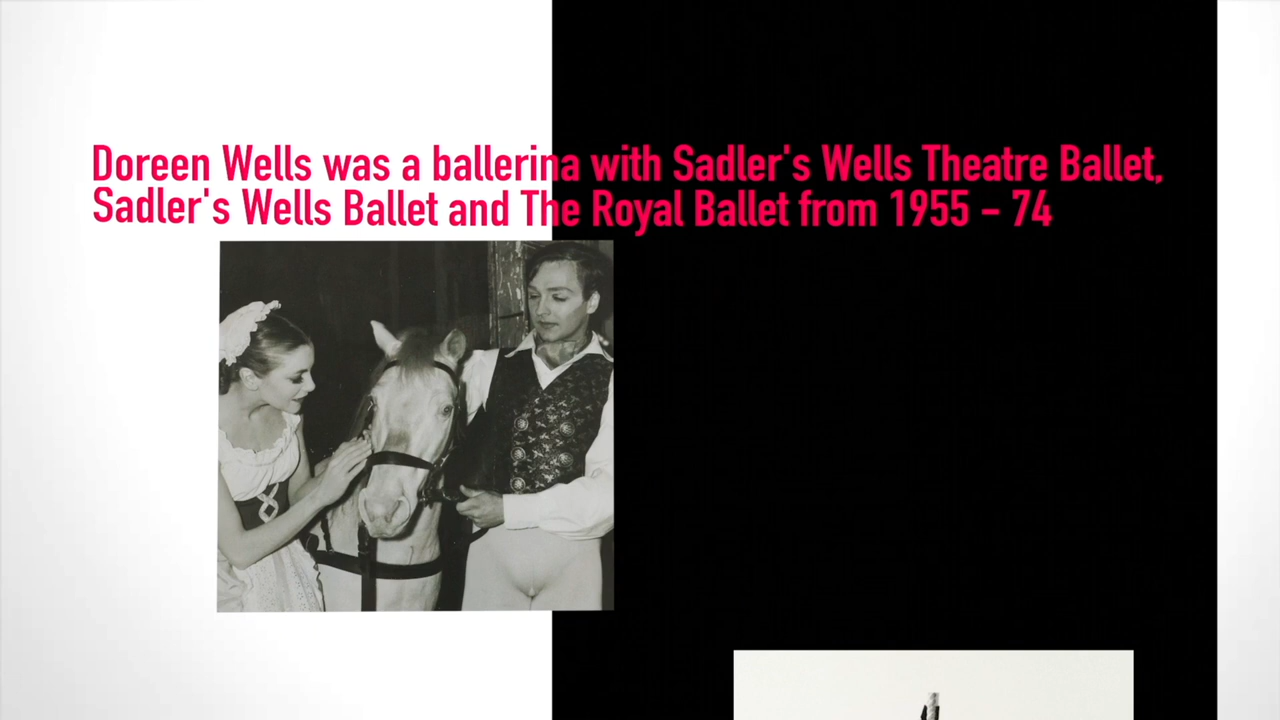 Doreen Wells was a ballerina with Sadler's Wells Theatre Ballet,
Sadler's Wells Ballet and The Royal Ballet from 1955 – 74